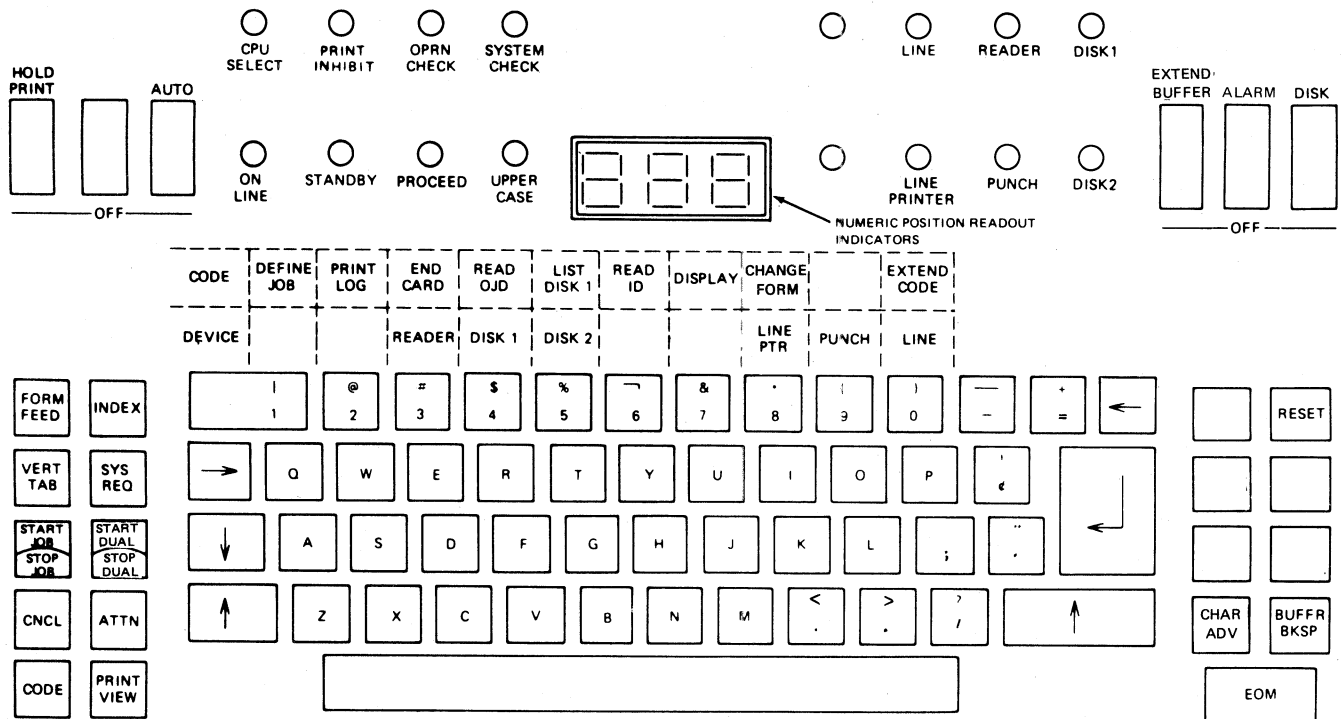 CPU SELECT
PRINT INHIBIT
OPRN CHECK
SYSTEM CHECK
LINE
READER
DISK1
HOLD PRINT
AUTO
EXTEND BUFFER
ALARM
DISK
ON LINE
STANDBY
PROCEED
UPPER CASE
LINE PRINTER
PUNCH
DISK2
OFF
NUMERIC POSITION READOUT
INDICATORS
OFF
CODE
DEFINE JOB
PRINT LOG
END CARD
READ OJD
LIST DISK 1
READ ID
DISPLAY
CHANGE FORM
EXTEND CODE
DEVICE
READER
DISK 1
DISK 2
LINE PTR
PUNCH
LINE
FORM FEED
INDEX
| 1
@ 2
# 3
$ 4
% 5
¬ 6
& 7
8
( 9
) 0
— -
+ =
←
RESET
VERT TAB
SYS REQ
→
Q W E R T Y U I O P
¢
START JOB
STOP JOB
START DUAL
STOP DUAL
↓
A S D F G H J K L
;
CNCL
ATTN
↑
Z X C V B N M
<
>
/
↑
CHAR ADV
BUFFR BKSP
CODE
PRINT VIEW
EOM